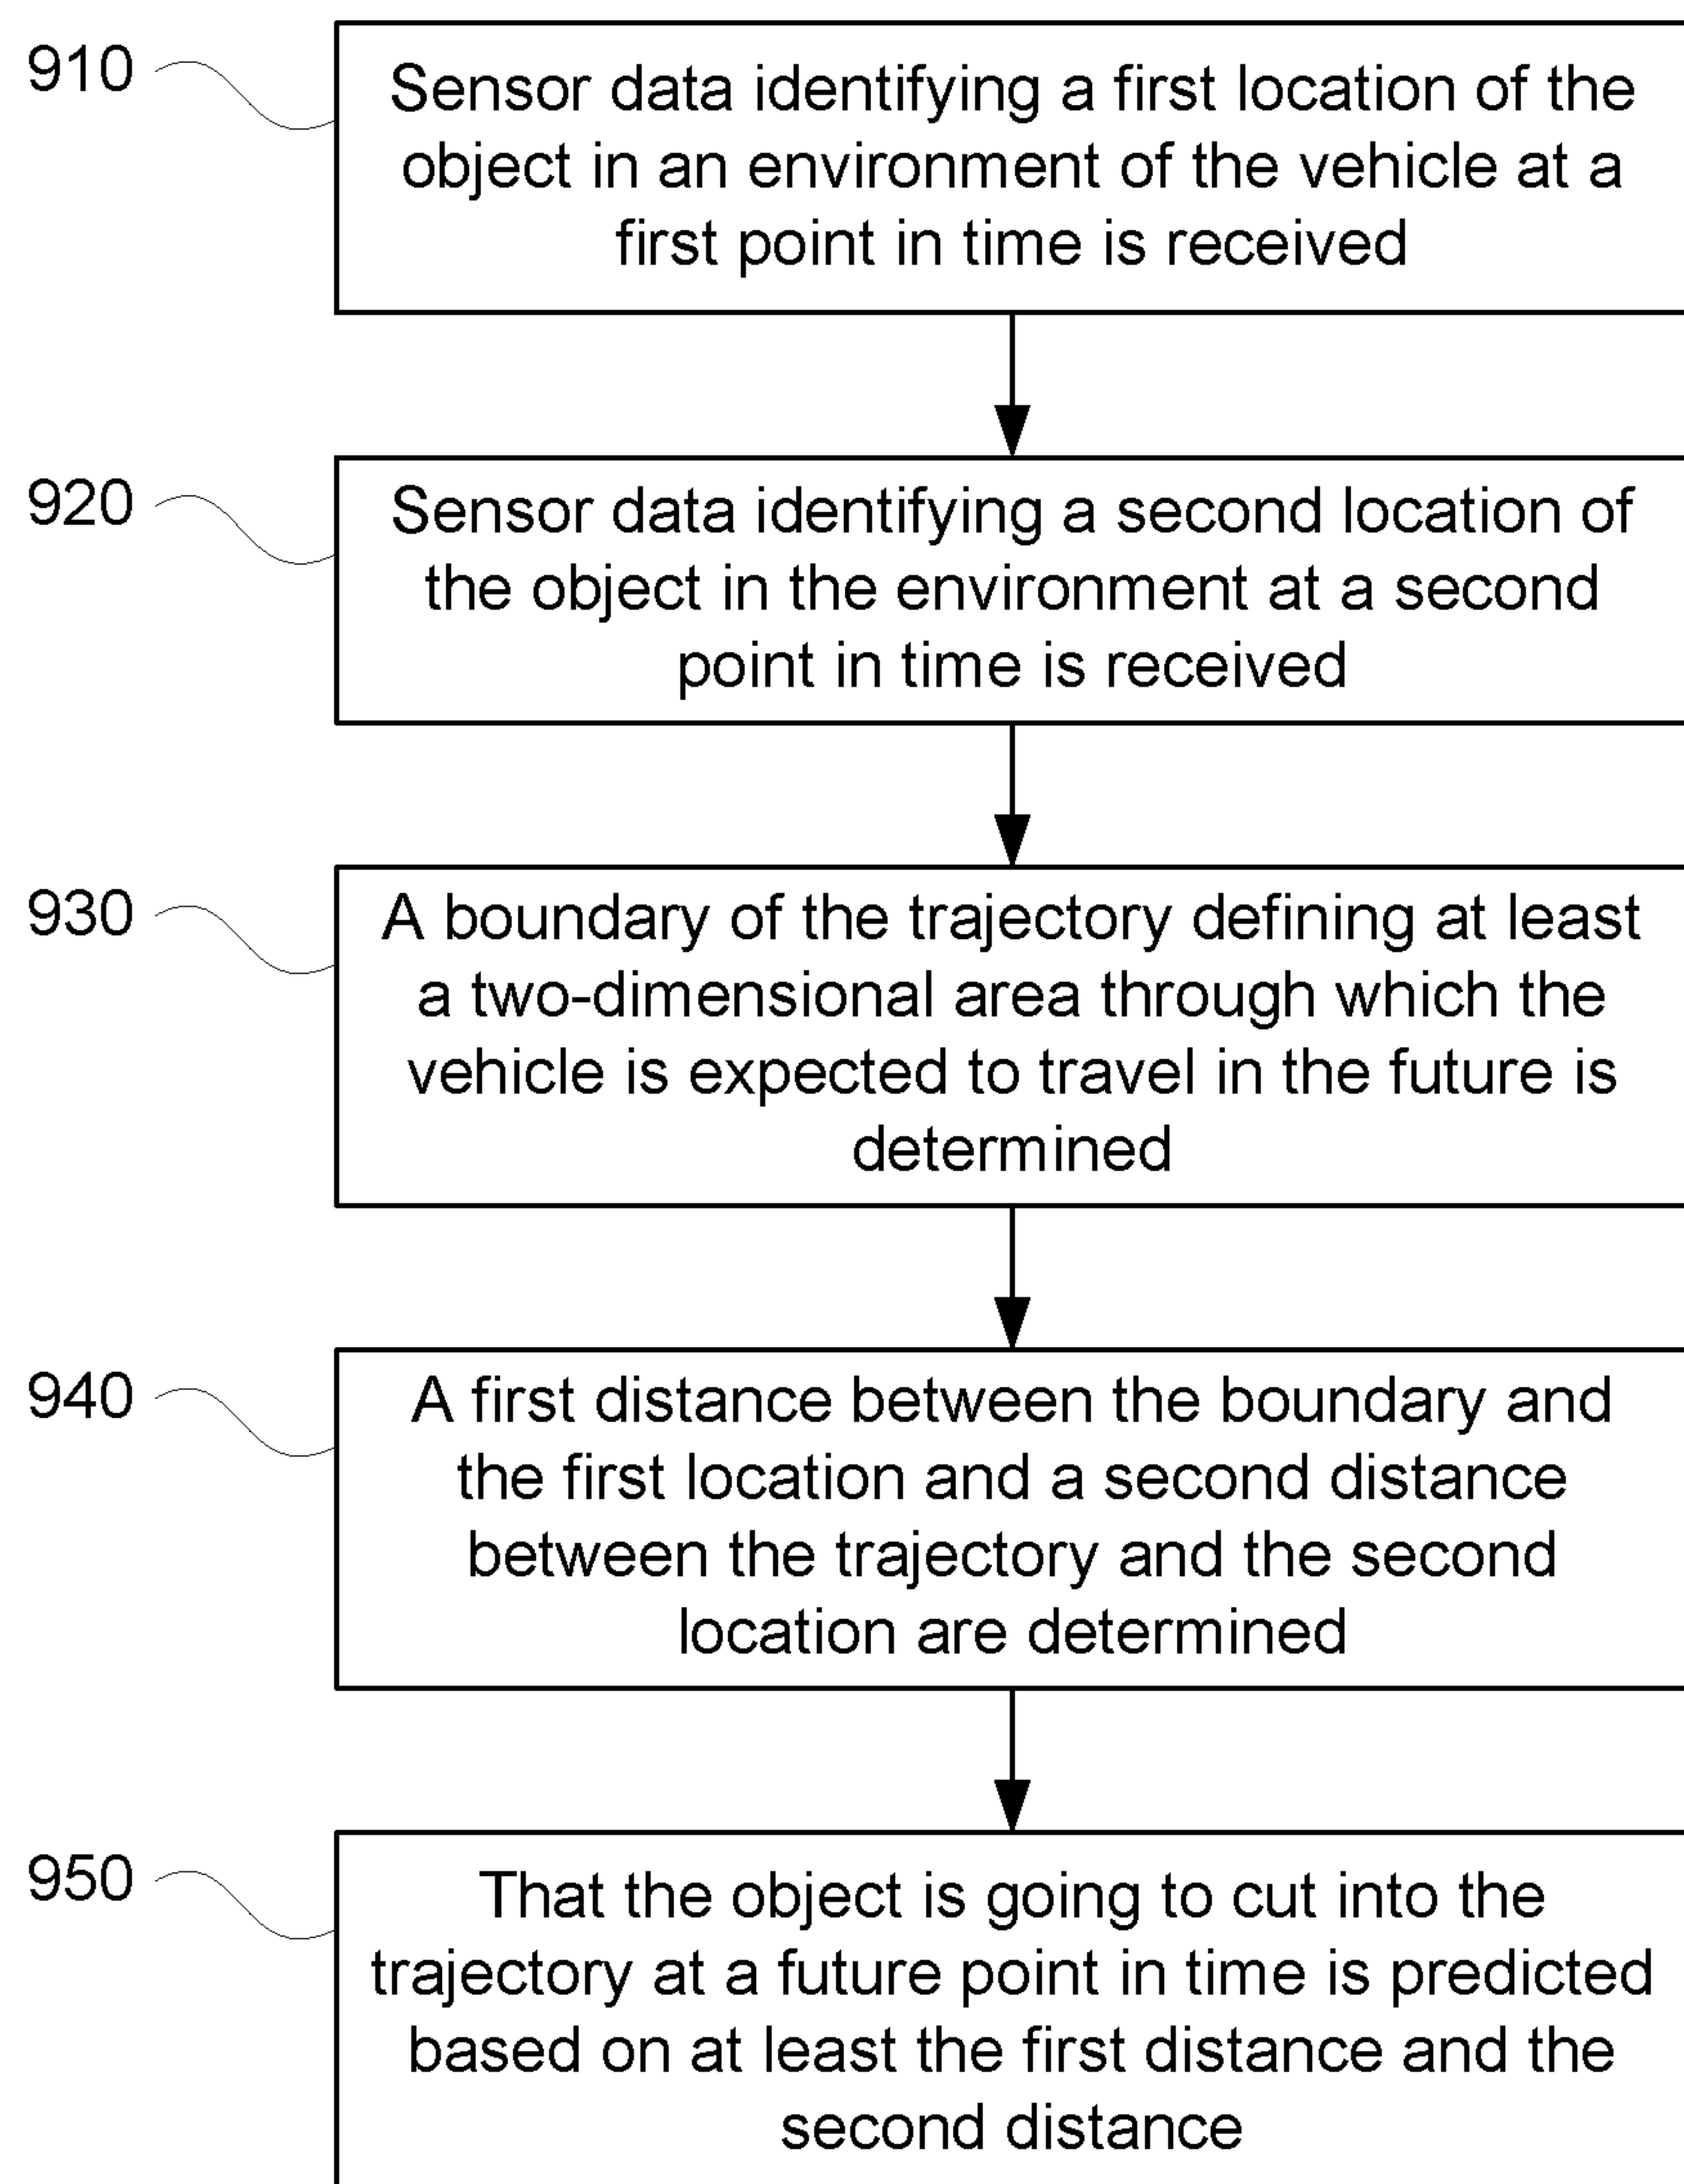 910
Sensor data identifying a first location of the
object in an environment of the vehicle at a
first point in time is received
920
Sensor data identifying a second location of
the object in the environment at a second
point in time is received
930
A boundary of the trajectory defining at least
a two-dimensional area through which the
vehicle is expected to travel in the future is
determined
940
A first distance between the boundary and
the first location and a second distance
between the trajectory and the second
location are determined
950
That the object is going to cut into the
trajectory at a future point in time is predicted
based on at least the first distance and the
second distance